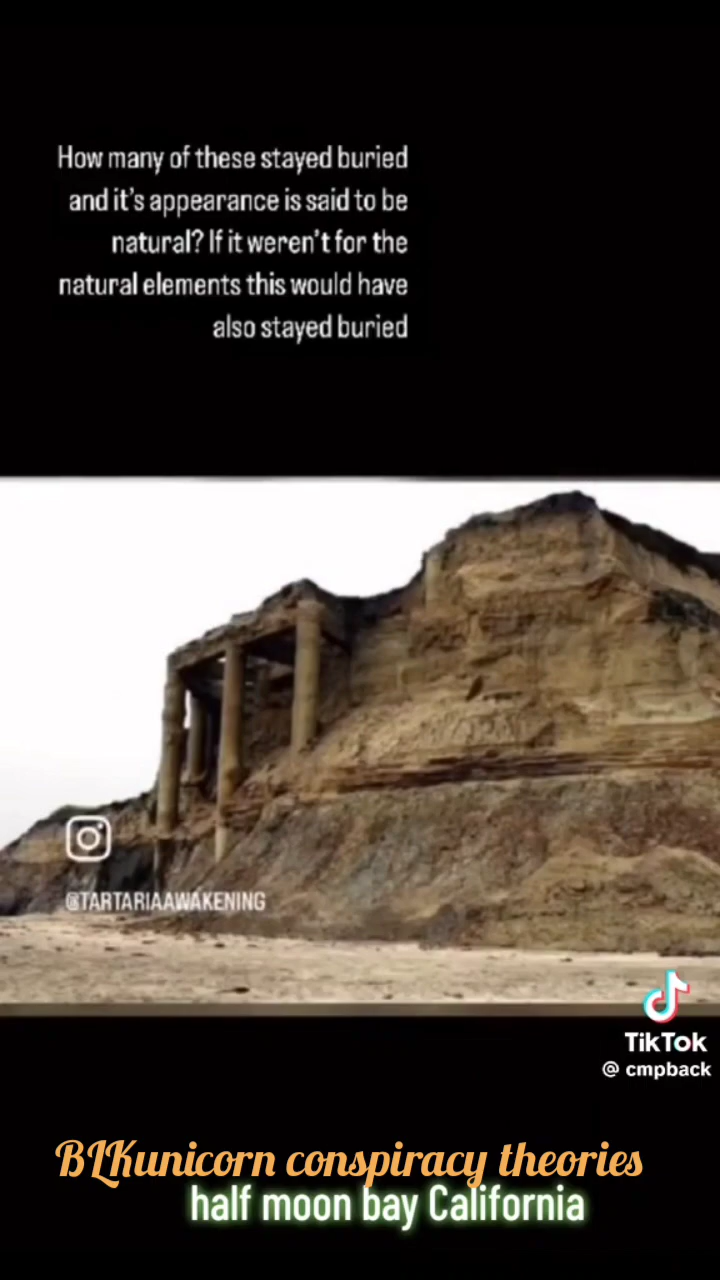 How many of these stayed buried
and it's appearance is said to be
natural? If it weren't for the
natural elements this would have
also stayed buried
@TARTARIAAWAKENING
TikTok
@ cmpback
BLKunicorn conspiracy theories
half moon bay California